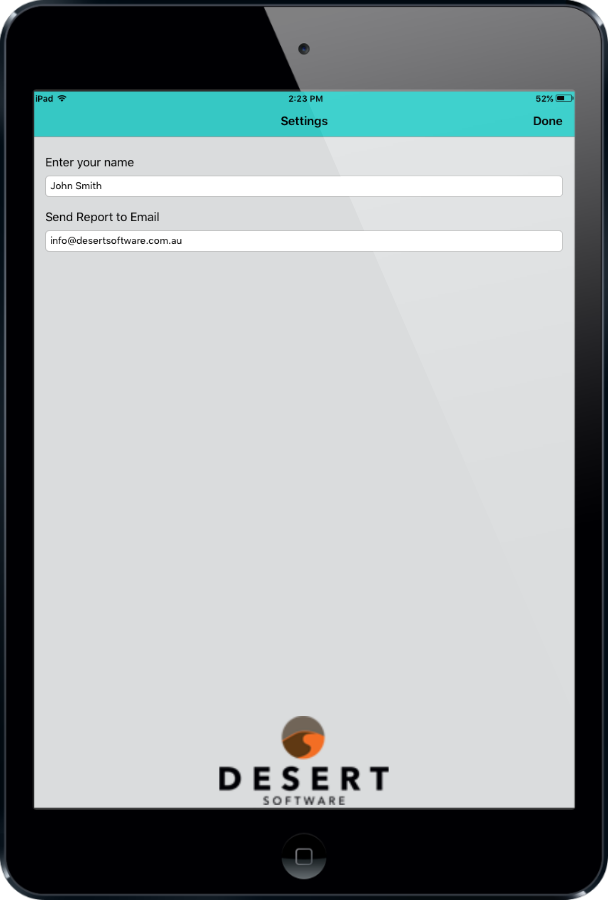 iPad 2:23 PM 52%
Settings Done
Enter your name
John Smith
Send Report to Email
info@desertsoftware.com.au
DESERT
SOFTWARE